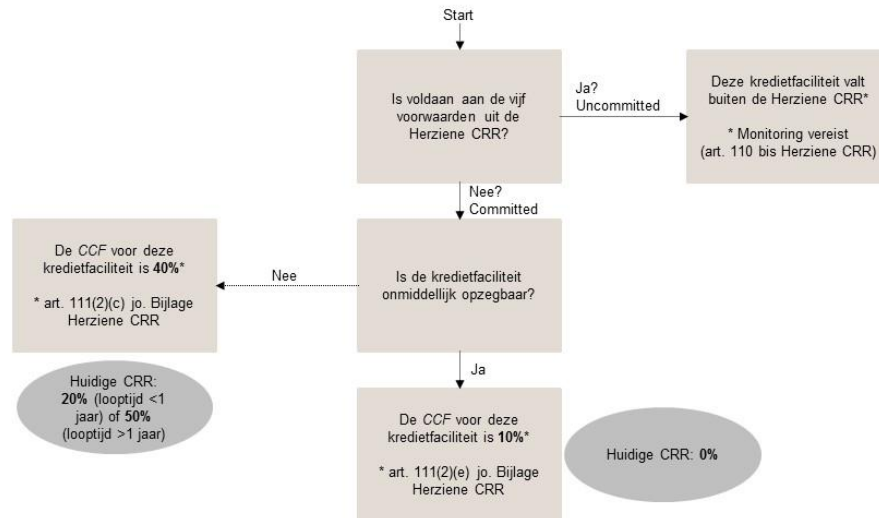 Start
Is voldaan aan de vijf
voorwaarden uit de
Herziene CRR?
Ja?
Uncommitted
Deze kredietfaciliteit valt
buiten de Herziene CRR*
* Monitoring vereist
(art. 110 bis Herziene CRR)
Nee?
Committed
De CCF voor deze
kredietfaciliteit is 40%*
* art. 111(2)(c) jo. Bijlage
Herziene CRR
Nee
Is de kredietfaciliteit
onmiddellijk opzegbaar?
Huidige CRR:
20% (looptijd <1
jaar) of 50%
(looptijd >1 jaar)
Ja
De CCF voor deze
kredietfaciliteit is 10%*
* art. 111(2)(e) jo. Bijlage
Herziene CRR
Huidige CRR: 0%